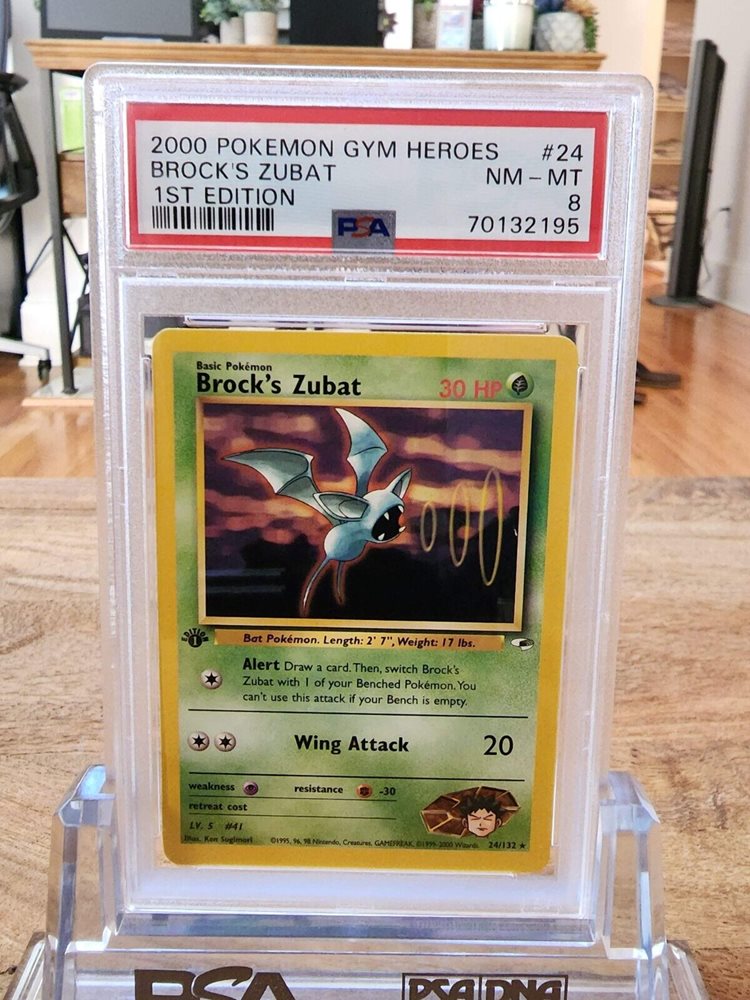 2000 POKEMON GYM HEROES #24
BROCK'S ZUBAT NM - MT
1ST EDITION 8
PSA 70132195
Basic Pokémon
Brock's Zubat 30 HP
EDITION
1
Bat Pokémon. Length: 2' 7", Weight: 17 lbs.
Alert Draw a card. Then, switch Brock's
Zubat with 1 of your Benched Pokémon. You
can't use this attack if your Bench is empty.
Wing Attack 20
weakness resistance -30
retreat cost
LV. 5 #41
Illus. Ken Sugimori ©1995, 96, 98 Nintendo, Creatures, GAMEFREAK. ©1999-2000 Wizards. 24/132 ★
PSA PSA DNA